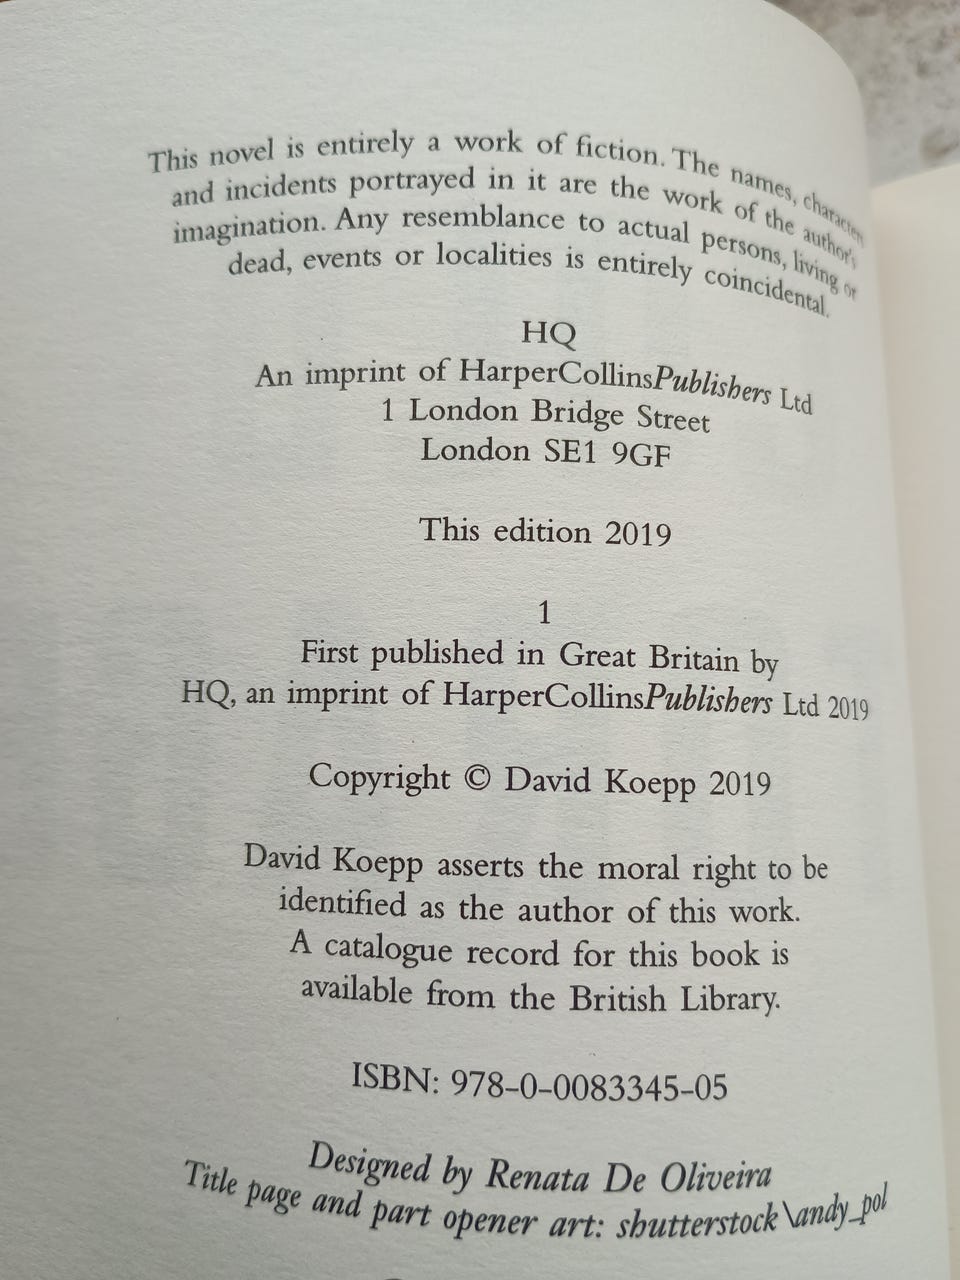 This novel is entirely a work of fiction. The names, characters
and incidents portrayed in it are the work of the author's
imagination. Any resemblance to actual persons, living or
dead, events or localities is entirely coincidental.
HQ
An imprint of HarperCollinsPublishers Ltd
1 London Bridge Street
London SE1 9GF
This edition 2019
1
First published in Great Britain by
HQ, an imprint of HarperCollinsPublishers Ltd 2019
Copyright © David Koepp 2019
David Koepp asserts the moral right to be
identified as the author of this work.
A catalogue record for this book is
available from the British Library.
ISBN: 978-0-0083345-05
Designed by Renata De Oliveira
Title page and part opener art: shutterstock\andy_pol